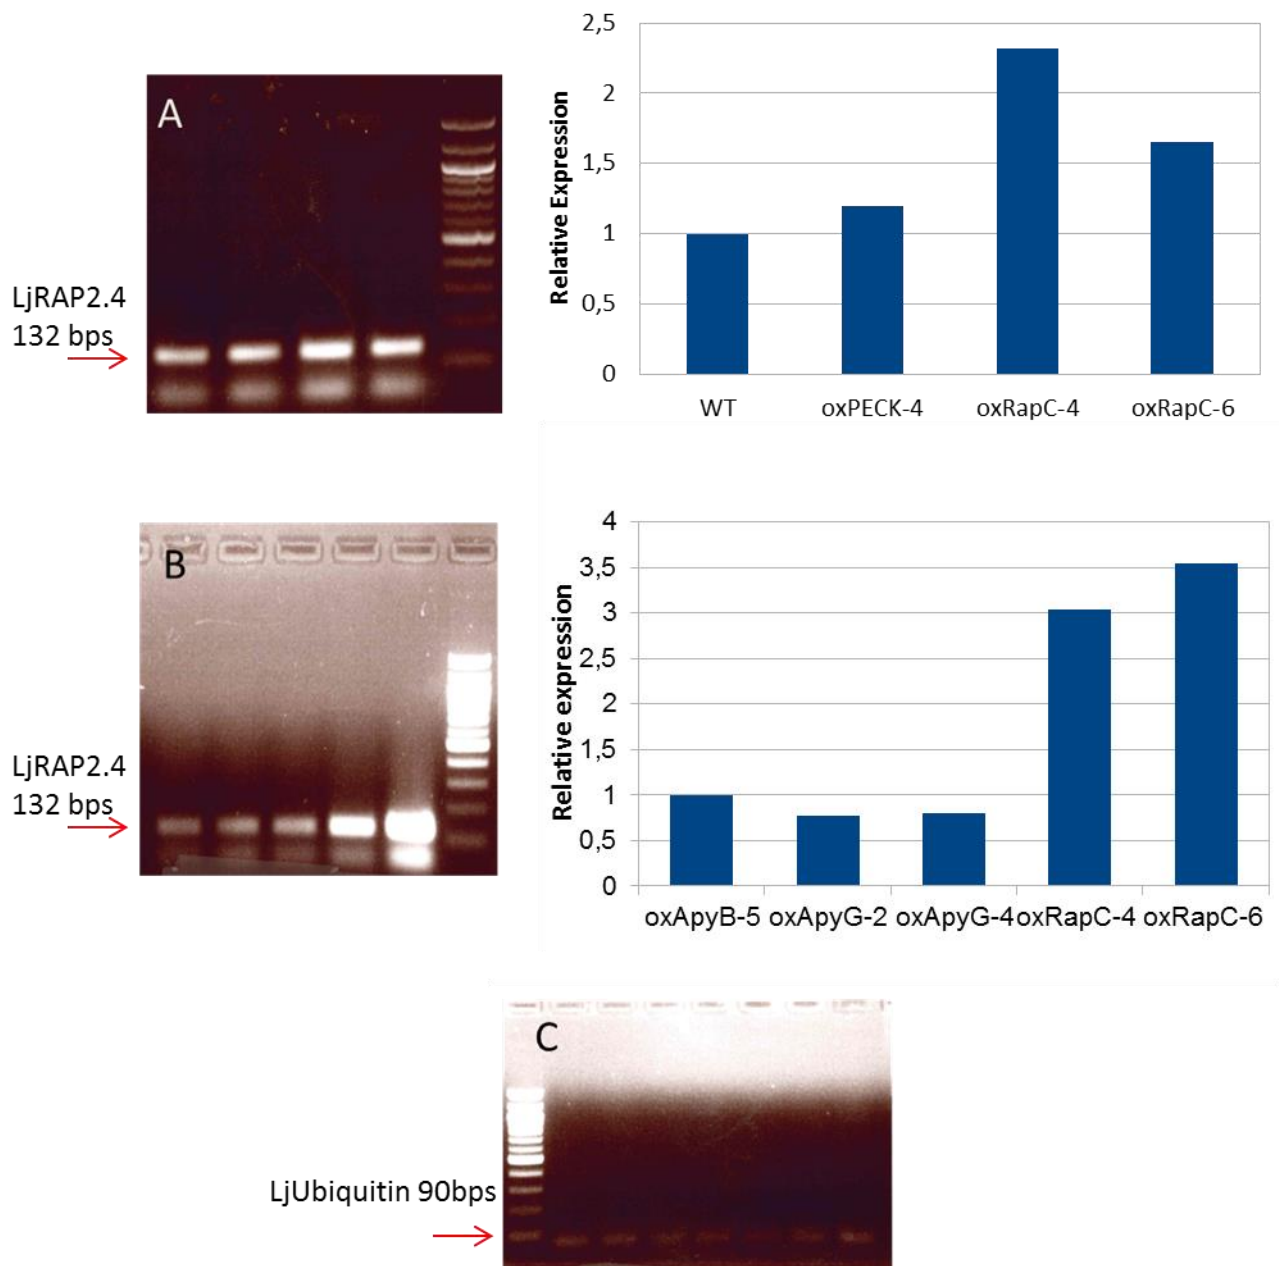 A
LjRAP2.4
132 bps
Relative Expression
2,5
2
1,5
1
0,5
0
WT oxPECK-4 oxRapC-4 oxRapC-6
B
LjRAP2.4
132 bps
Relative expression
4
3,5
3
2,5
2
1,5
1
0,5
0
oxApyB-5 oxApyG-2 oxApyG-4 oxRapC-4 oxRapC-6
C
LjUbiquitin 90bps